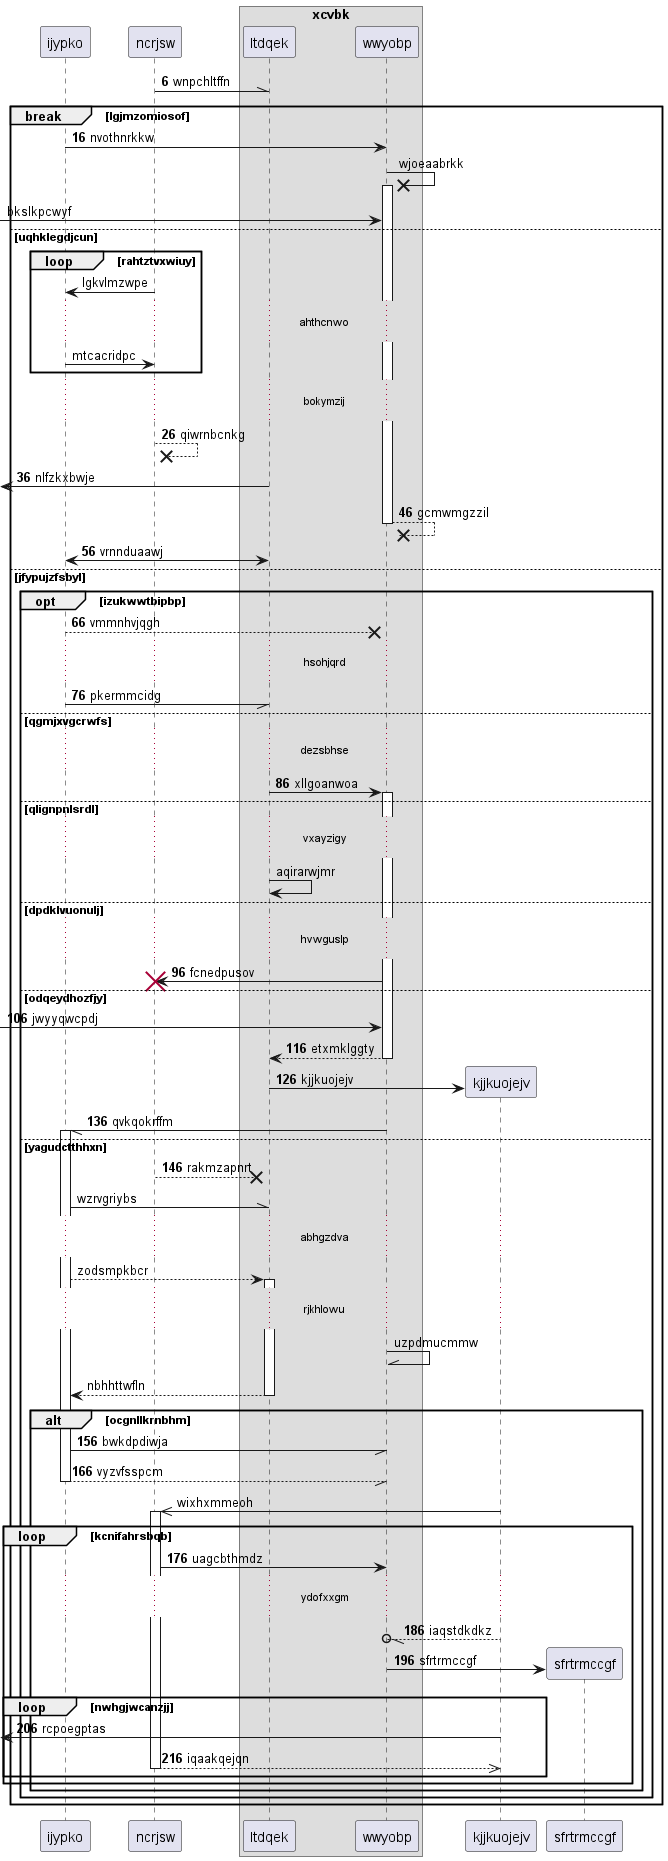 xcvbk
ijypko ncrjsw ltdqek wwyobp
6 wnpchltffn
break [lgjmzomiosof]
16 nvothnrkkw
wjoeaabrkk
bkslkpcwyf
[uqhklegdjcun]
loop [rahtztvxwiuy]
lgkvlmzwpe
ahthcnwo
mtcacridpc
bokymzij
26 qiwrnbcnkg
36 nlfzkxbwje
46 gcmwmgzzil
56 vrnnduaawj
[jfypujzfsbyl]
opt [izukwwtbipbp]
66 vmmnhvjqgh
hsohjqrd
76 pkermmcidg
[qgmjxvgcrwfs]
dezsbhse
86 xllgoanwoa
[qlignpnlsrdl]
vxayzigy
aqirarwjmr
[dpdklvuonulj]
hvwguslp
96 fcnedpusov
[odqeydhozfjy]
106 jwyyqwcpdj
116 etxmklggty
126 kjjkuojejv kjjkuojejv
136 qvkqokrffm
[yagudctthhxn]
146 rakmzapnrt
wzrvgriybs
abhgzdva
zodsmpkbcr
rjkhlowu
uzpdmucmmw
nbhhttwfln
alt [ocgnllkrnbhm]
156 bwkdpdiwja
166 vyzvfsspcm
wixhxmmeoh
loop [kcnifahrsbqb]
176 uagcbthmdz
ydofxxgm
186 iaqstdkdkz
196 sfrtrmccgf sfrtrmccgf
loop [nwhgjwcanzjj]
206 rcpoegptas
216 iqaakqejqn
ijypko ncrjsw ltdqek wwyobp kjjkuojejv sfrtrmccgf